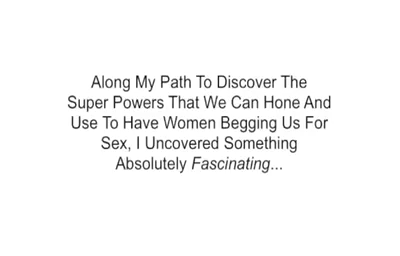 Along My Path To Discover The
Super Powers That We Can Hone And
Use To Have Women Begging Us For
Sex, I Uncovered Something
Absolutely Fascinating...